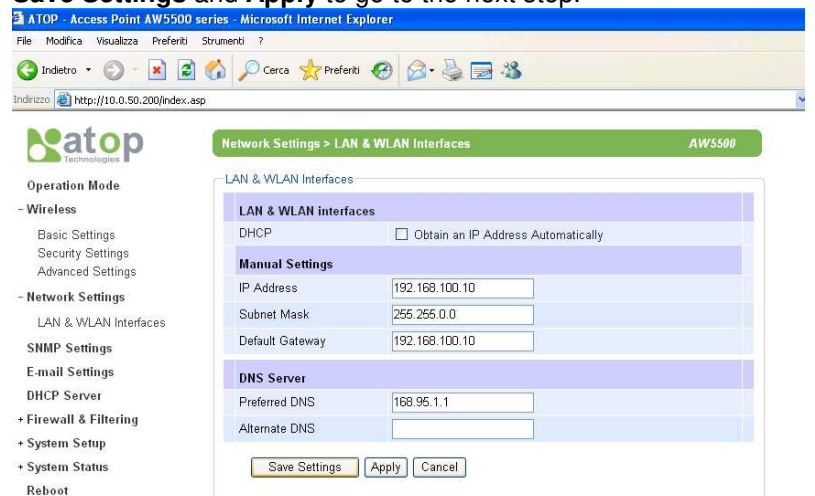 Save Settings and Apply to go to the next step.
ATOP - Access Point AW5500 series - Microsoft Internet Explorer
File Modifica Visualizza Preferiti Strumenti ?
Indietro Cerca Preferiti
Indirizzo http://10.0.50.200/index.asp
atop
Technologies
Network Settings > LAN & WLAN Interfaces AW5500
Operation Mode
- Wireless
Basic Settings
Security Settings
Advanced Settings
- Network Settings
LAN & WLAN Interfaces
SNMP Settings
E-mail Settings
DHCP Server
+ Firewall & Filtering
+ System Setup
+ System Status
Reboot
LAN & WLAN Interfaces
LAN & WLAN interfaces
DHCP Obtain an IP Address Automatically
Manual Settings
IP Address 192.168.100.10
Subnet Mask 255.255.0.0
Default Gateway 192.168.100.10
DNS Server
Preferred DNS 168.95.1.1
Alternate DNS
Save Settings Apply Cancel